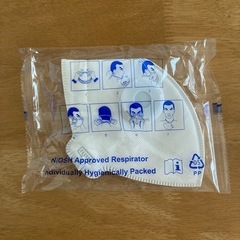 NIOSH Approved Respirator
Individually Hygienically Packed
PP